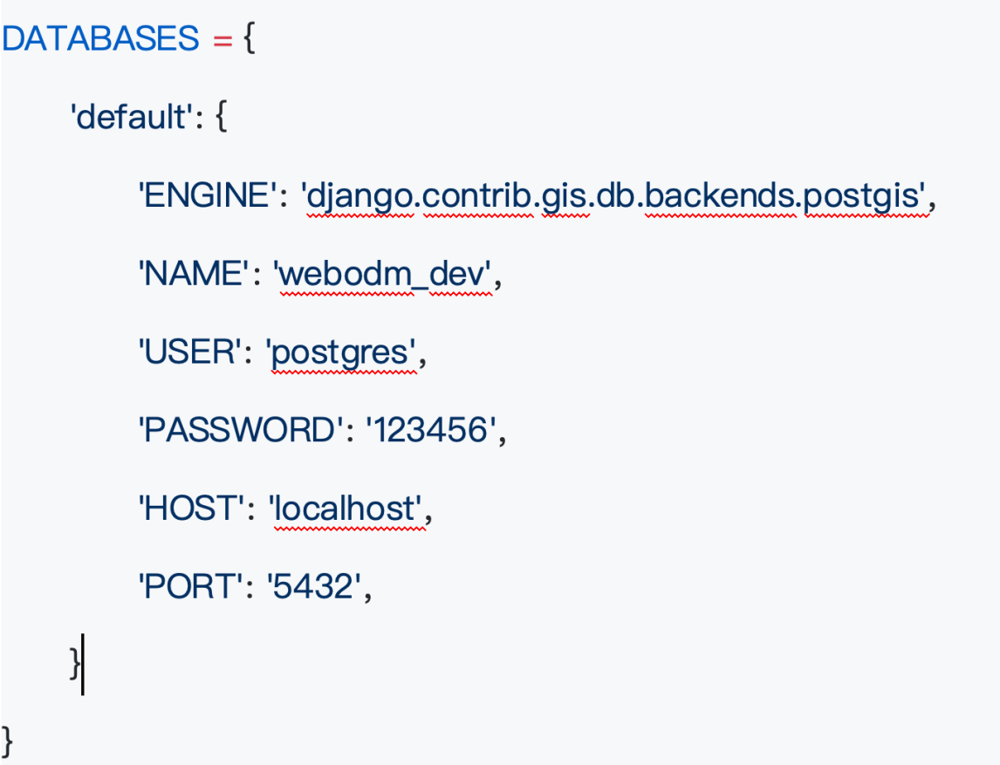 DATABASES = {
'default': {
'ENGINE': 'django.contrib.gis.db.backends.postgis',
'NAME': 'webodm_dev',
'USER': 'postgres',
'PASSWORD': '123456',
'HOST': 'localhost',
'PORT': '5432',
}
}